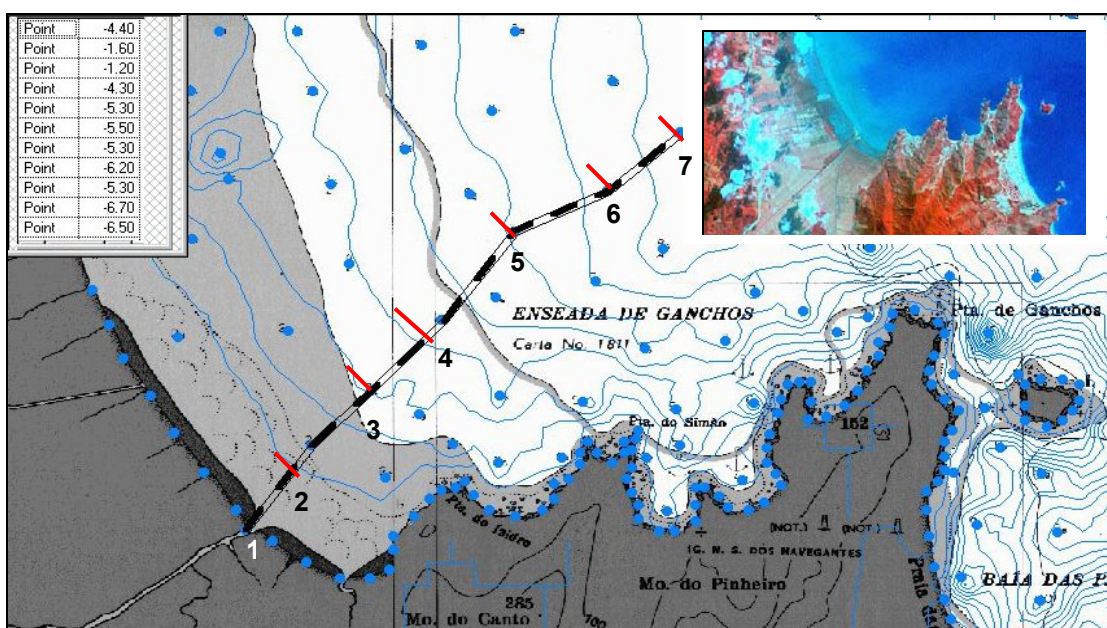 Point -4.40
Point -1.60
Point -1.20
Point -4.30
Point -5.30
Point -5.50
Point -5.30
Point -6.20
Point -5.30
Point -6.70
Point -6.50
7
6
5
ENSEADA DE GANCHOS
Pta. de Ganchos
Carta No. 1811
4
3
Pta. do Simão
152
2
Pta. do Isidro
1
(NOT.) (NOT.)
IG. N. S. DOS NAVEGANTES
Mo. do Pinheiro
BAÍA DAS
Praia
285
Mo. do Canto
100